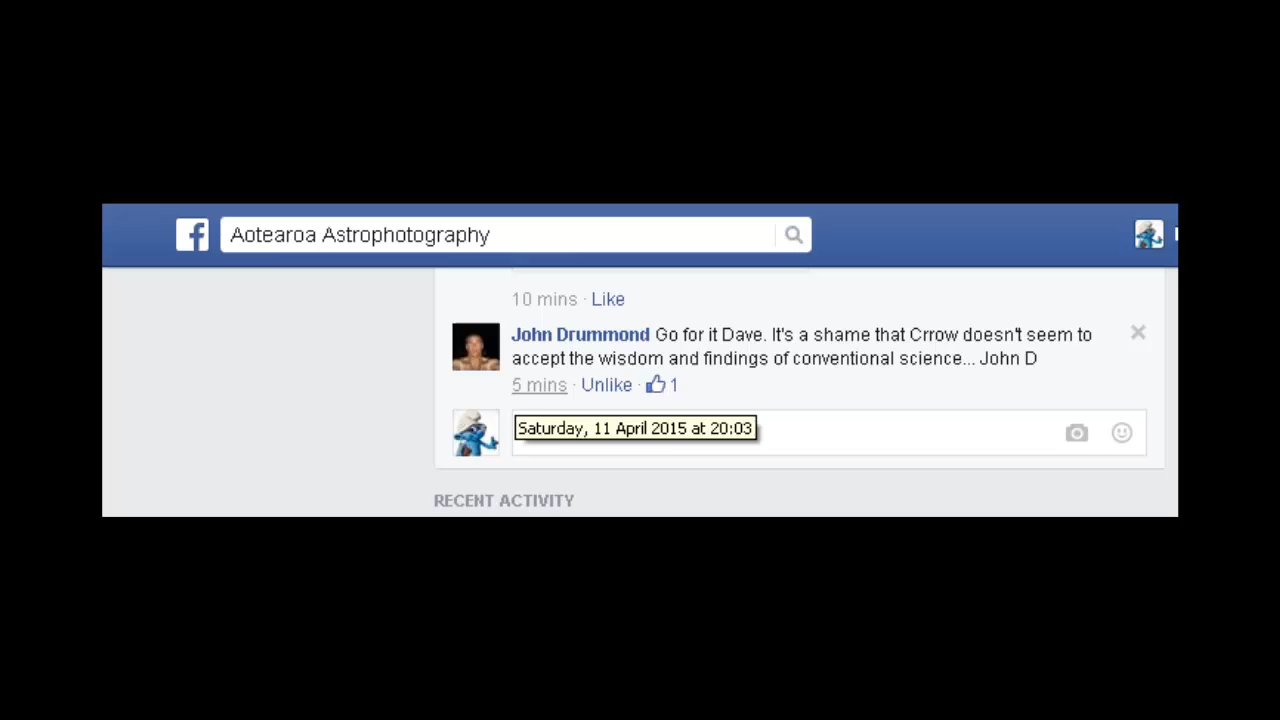 Aotearoa Astrophotography
10 mins · Like
John Drummond Go for it Dave. It's a shame that Crrow doesn't seem to
accept the wisdom and findings of conventional science... John D
5 mins · Unlike · 1
Saturday, 11 April 2015 at 20:03
RECENT ACTIVITY